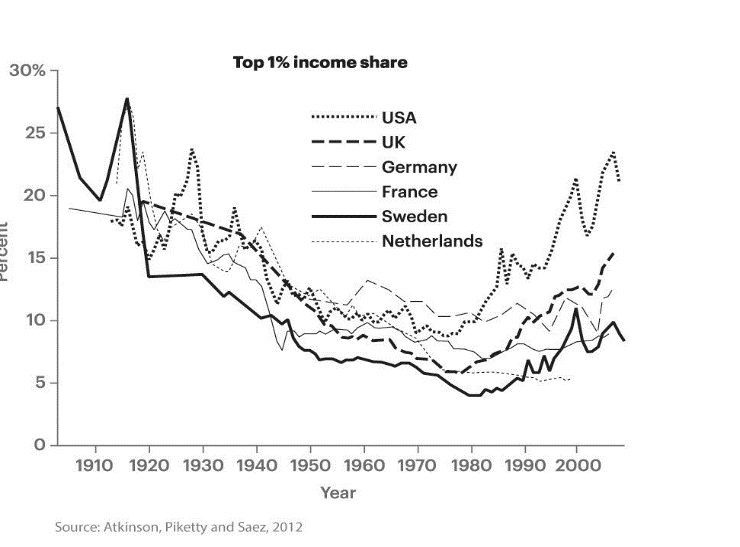 Top 1% income share
30%
25
20
15
10
5
0
Percent
USA
UK
Germany
France
Sweden
Netherlands
1910 1920 1930 1940 1950 1960 1970 1980 1990 2000
Year
Source: Atkinson, Piketty and Saez, 2012